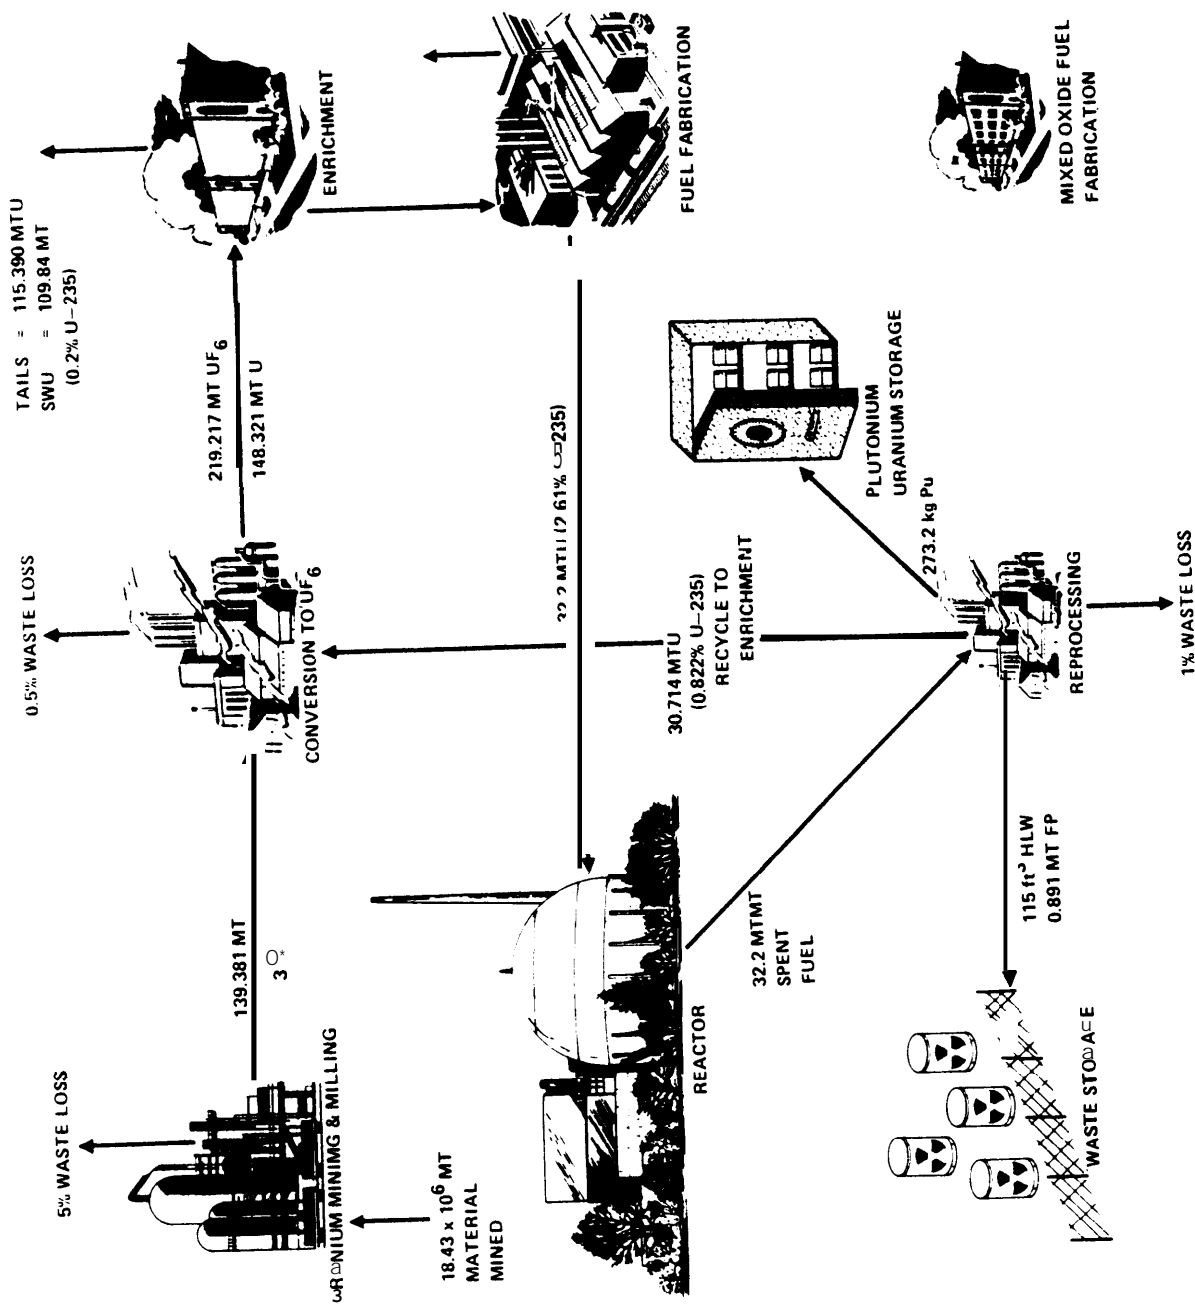 5% WASTE LOSS
MINIMG & MILLING
18.43 x 10⁶ MT
MATERIAL
MINED
139.381 MT
0.5% WASTE LOSS
CONVERSION TO UF₆
219.217 MT UF₆
148.321 MT U
TAILS = 115.390 MTU
SWU = 109.84 MT
(0.2% U-235)
ENRICHMENT
FUEL FABRICATION
REACTOR
32.2 MTMT
SPENT
FUEL
30.714 MTU
(0.822% U-235)
RECYCLE TO
ENRICHMENT
PLUTONIUM
URANIUM STORAGE
273.2 kg Pu
MIXED OXIDE FUEL
FABRICATION
REPROCESSING
1% WASTE LOSS
115 ft³ HLW
0.891 MT FP
WASTE